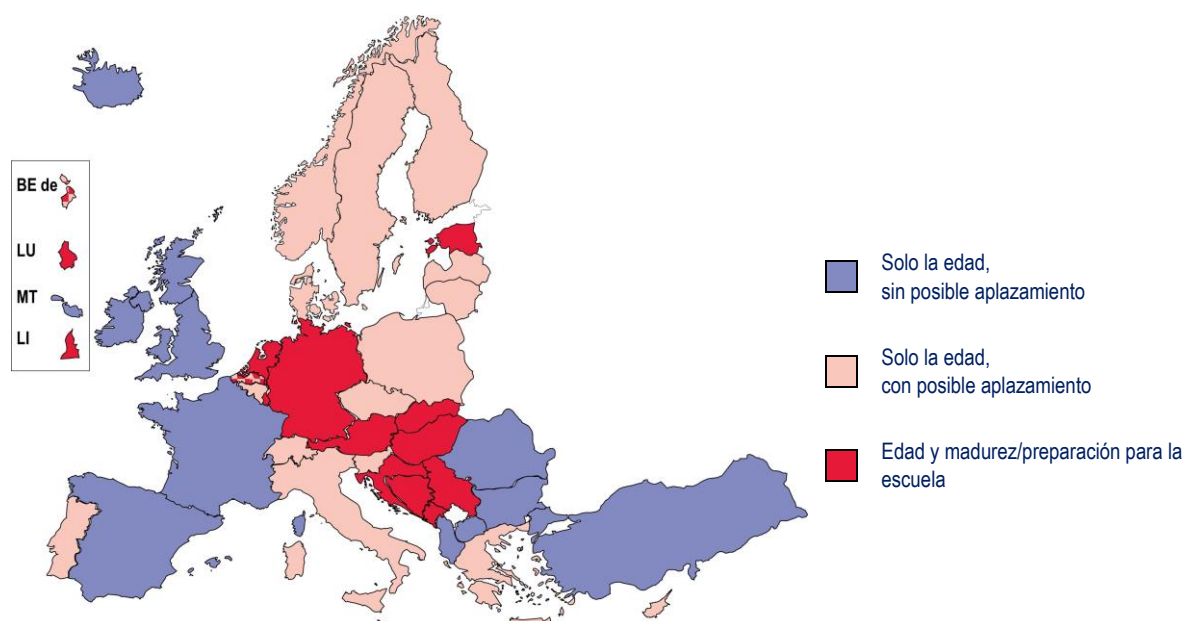 BE de
LU
MT
LI
Solo la edad,
sin posible aplazamiento
Solo la edad,
con posible aplazamiento
Edad y madurez/preparación para la
escuela